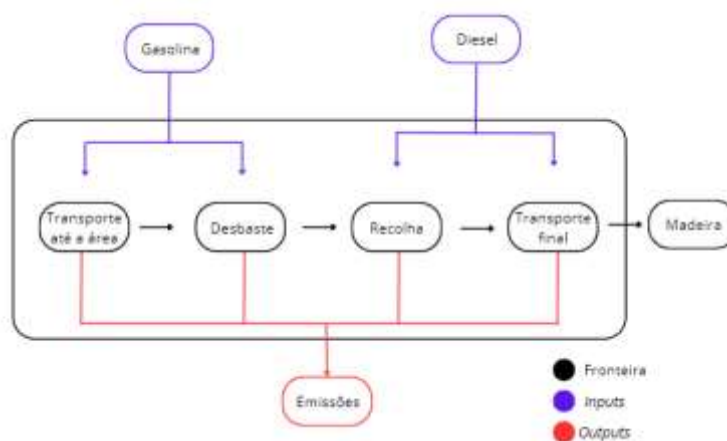 Gasolina
Diesel
Transporte
até a área
Desbaste
Recolha
Transporte
final
Madeira
Emissões
Fronteira
Inputs
Outputs